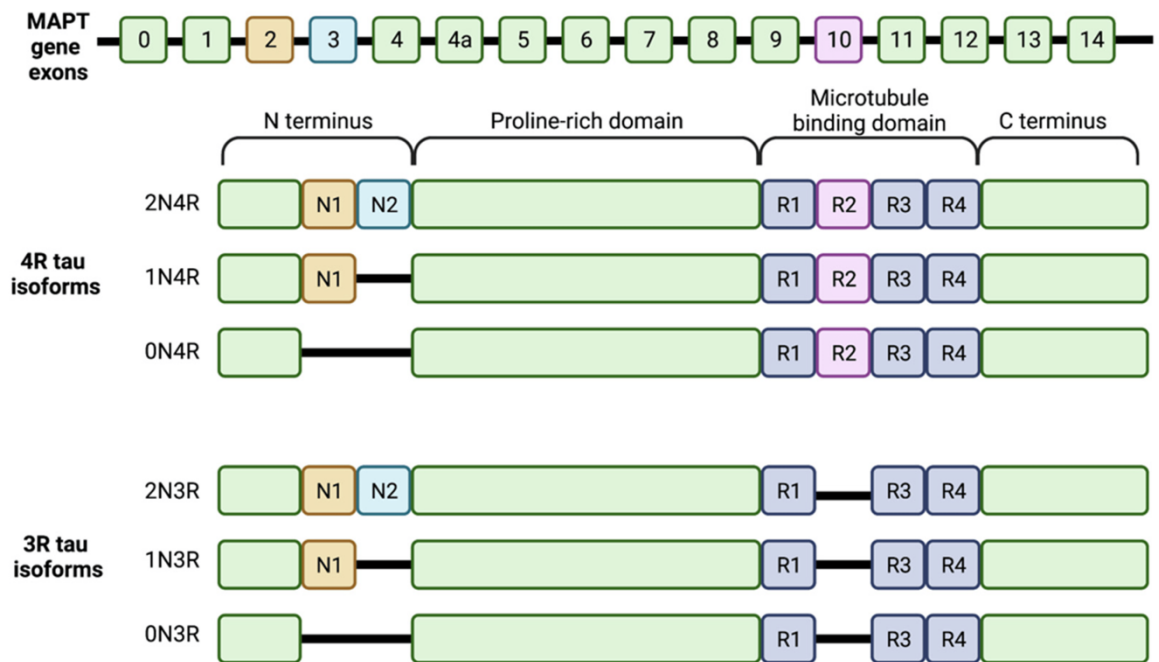 MAPT
gene
exons
0 1 2 3 4 4a 5 6 7 8 9 10 11 12 13 14
N terminus
Proline-rich domain
Microtubule
binding domain
C terminus
4R tau
isoforms
2N4R N1 N2 R1 R2 R3 R4
1N4R N1 R1 R2 R3 R4
0N4R R1 R2 R3 R4
3R tau
isoforms
2N3R N1 N2 R1 R3 R4
1N3R N1 R1 R3 R4
0N3R R1 R3 R4